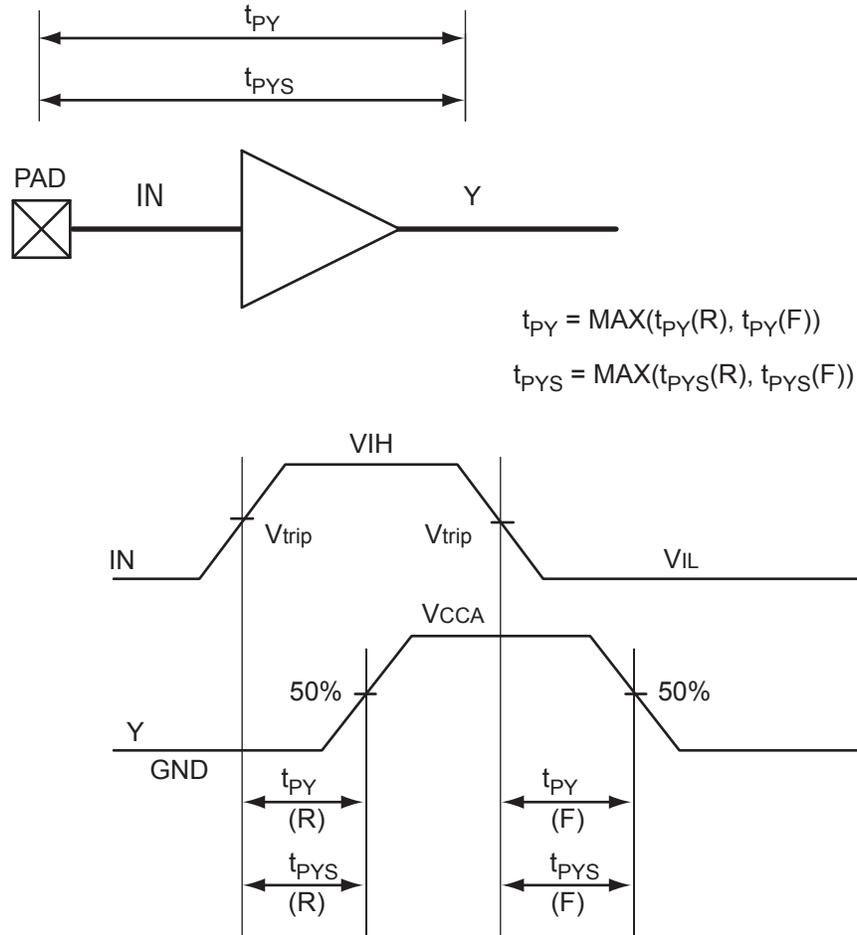 tPY
tPYS
PAD
IN
Y
tPY = MAX(tPY(R), tPY(F))
tPYS = MAX(tPYS(R), tPYS(F))
VIH
Vtrip
Vtrip
IN
VIL
VCCA
50%
50%
Y
GND
tPY
(R)
tPY
(F)
tPYS
(R)
tPYS
(F)